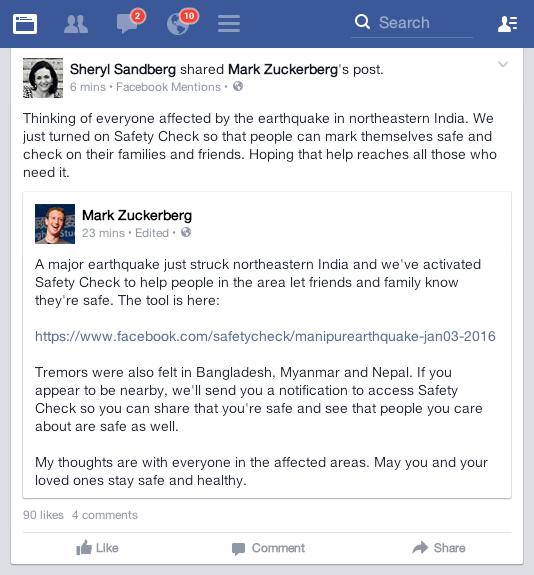 2
10
Search
Sheryl Sandberg shared Mark Zuckerberg's post.
6 mins • Facebook Mentions •
Thinking of everyone affected by the earthquake in northeastern India. We
just turned on Safety Check so that people can mark themselves safe and
check on their families and friends. Hoping that help reaches all those who
need it.
Mark Zuckerberg
23 mins • Edited •
A major earthquake just struck northeastern India and we've activated
Safety Check to help people in the area let friends and family know
they're safe. The tool is here:
https://www.facebook.com/safetycheck/manipurearthquake-jan03-2016
Tremors were also felt in Bangladesh, Myanmar and Nepal. If you
appear to be nearby, we'll send you a notification to access Safety
Check so you can share that you're safe and see that people you care
about are safe as well.
My thoughts are with everyone in the affected areas. May you and your
loved ones stay safe and healthy.
90 likes 4 comments
Like Comment Share